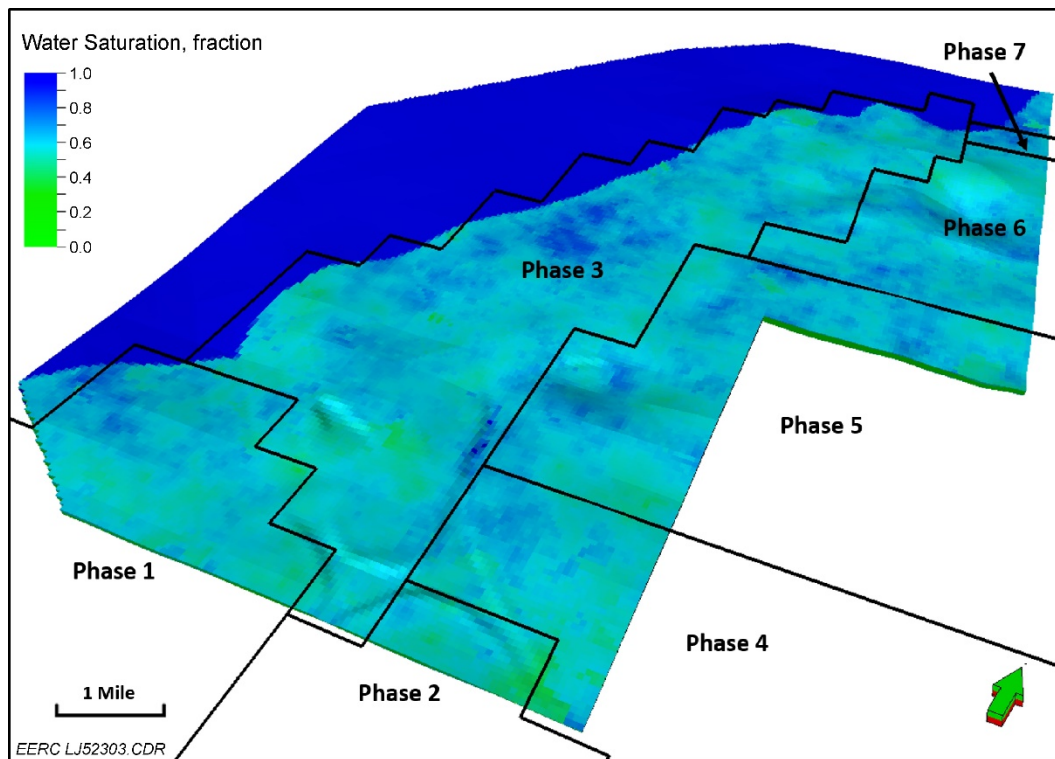 Water Saturation, fraction
1.0
0.8
0.6
0.4
0.2
0.0
Phase 7
Phase 6
Phase 3
Phase 5
Phase 1
Phase 4
Phase 2
1 Mile
EERC LJ52303.CDR